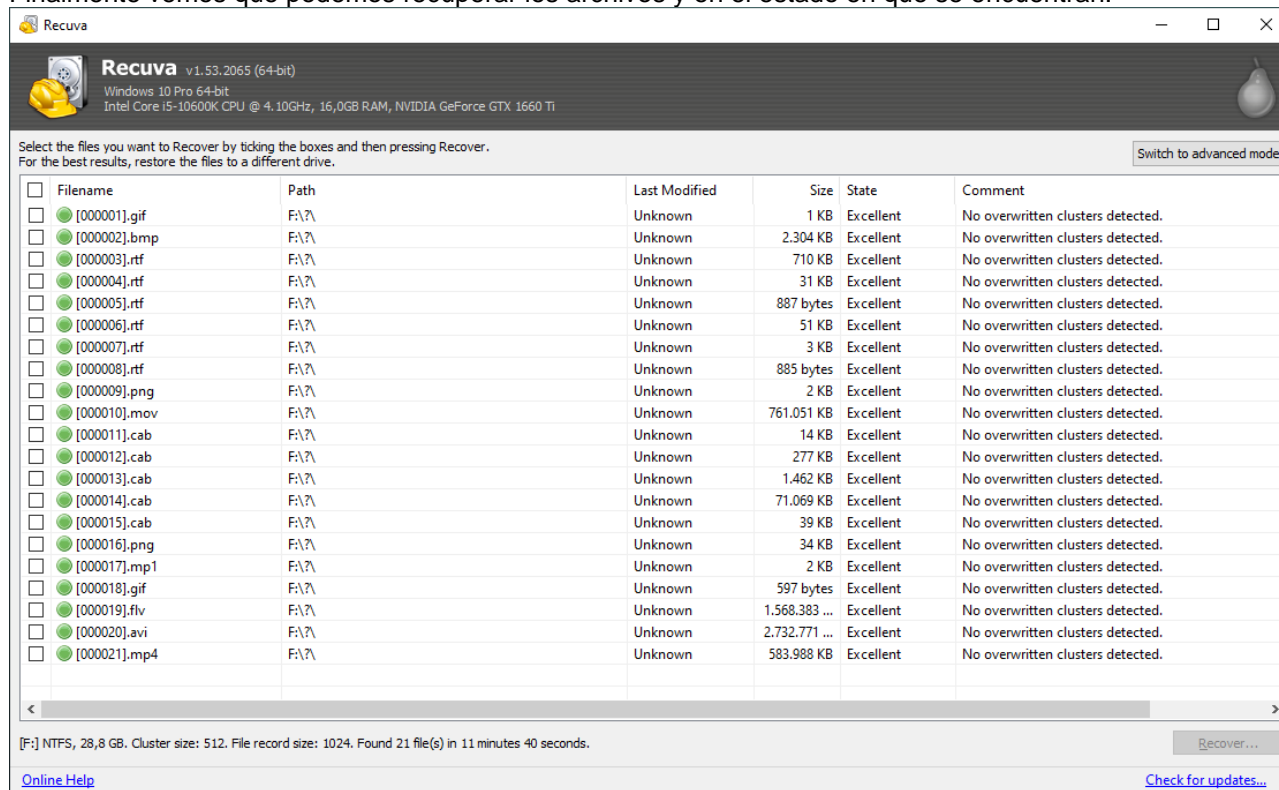 Finalmente vemos que podemos recuperar los archivos y en el estado en que se encuentran.
Recuva
Recuva v1.53.2065 (64-bit)
Windows 10 Pro 64-bit
Intel Core i5-10600K CPU @ 4.10GHz, 16,0GB RAM, NVIDIA GeForce GTX 1660 Ti
Select the files you want to Recover by ticking the boxes and then pressing Recover.
For the best results, restore the files to a different drive.
Switch to advanced mode
Filename Path Last Modified Size State Comment
[000001].gif F:\?\ Unknown 1 KB Excellent No overwritten clusters detected.
[000002].bmp F:\?\ Unknown 2.304 KB Excellent No overwritten clusters detected.
[000003].rtf F:\?\ Unknown 710 KB Excellent No overwritten clusters detected.
[000004].rtf F:\?\ Unknown 31 KB Excellent No overwritten clusters detected.
[000005].rtf F:\?\ Unknown 887 bytes Excellent No overwritten clusters detected.
[000006].rtf F:\?\ Unknown 51 KB Excellent No overwritten clusters detected.
[000007].rtf F:\?\ Unknown 3 KB Excellent No overwritten clusters detected.
[000008].rtf F:\?\ Unknown 885 bytes Excellent No overwritten clusters detected.
[000009].png F:\?\ Unknown 2 KB Excellent No overwritten clusters detected.
[000010].mov F:\?\ Unknown 761.051 KB Excellent No overwritten clusters detected.
[000011].cab F:\?\ Unknown 14 KB Excellent No overwritten clusters detected.
[000012].cab F:\?\ Unknown 277 KB Excellent No overwritten clusters detected.
[000013].cab F:\?\ Unknown 1.462 KB Excellent No overwritten clusters detected.
[000014].cab F:\?\ Unknown 71.069 KB Excellent No overwritten clusters detected.
[000015].cab F:\?\ Unknown 39 KB Excellent No overwritten clusters detected.
[000016].png F:\?\ Unknown 34 KB Excellent No overwritten clusters detected.
[000017].mp1 F:\?\ Unknown 2 KB Excellent No overwritten clusters detected.
[000018].gif F:\?\ Unknown 597 bytes Excellent No overwritten clusters detected.
[000019].flv F:\?\ Unknown 1.568.383 ... Excellent No overwritten clusters detected.
[000020].avi F:\?\ Unknown 2.732.771 ... Excellent No overwritten clusters detected.
[000021].mp4 F:\?\ Unknown 583.988 KB Excellent No overwritten clusters detected.
[F:] NTFS, 28,8 GB. Cluster size: 512. File record size: 1024. Found 21 file(s) in 11 minutes 40 seconds.
Recover...
Online Help
Check for updates...